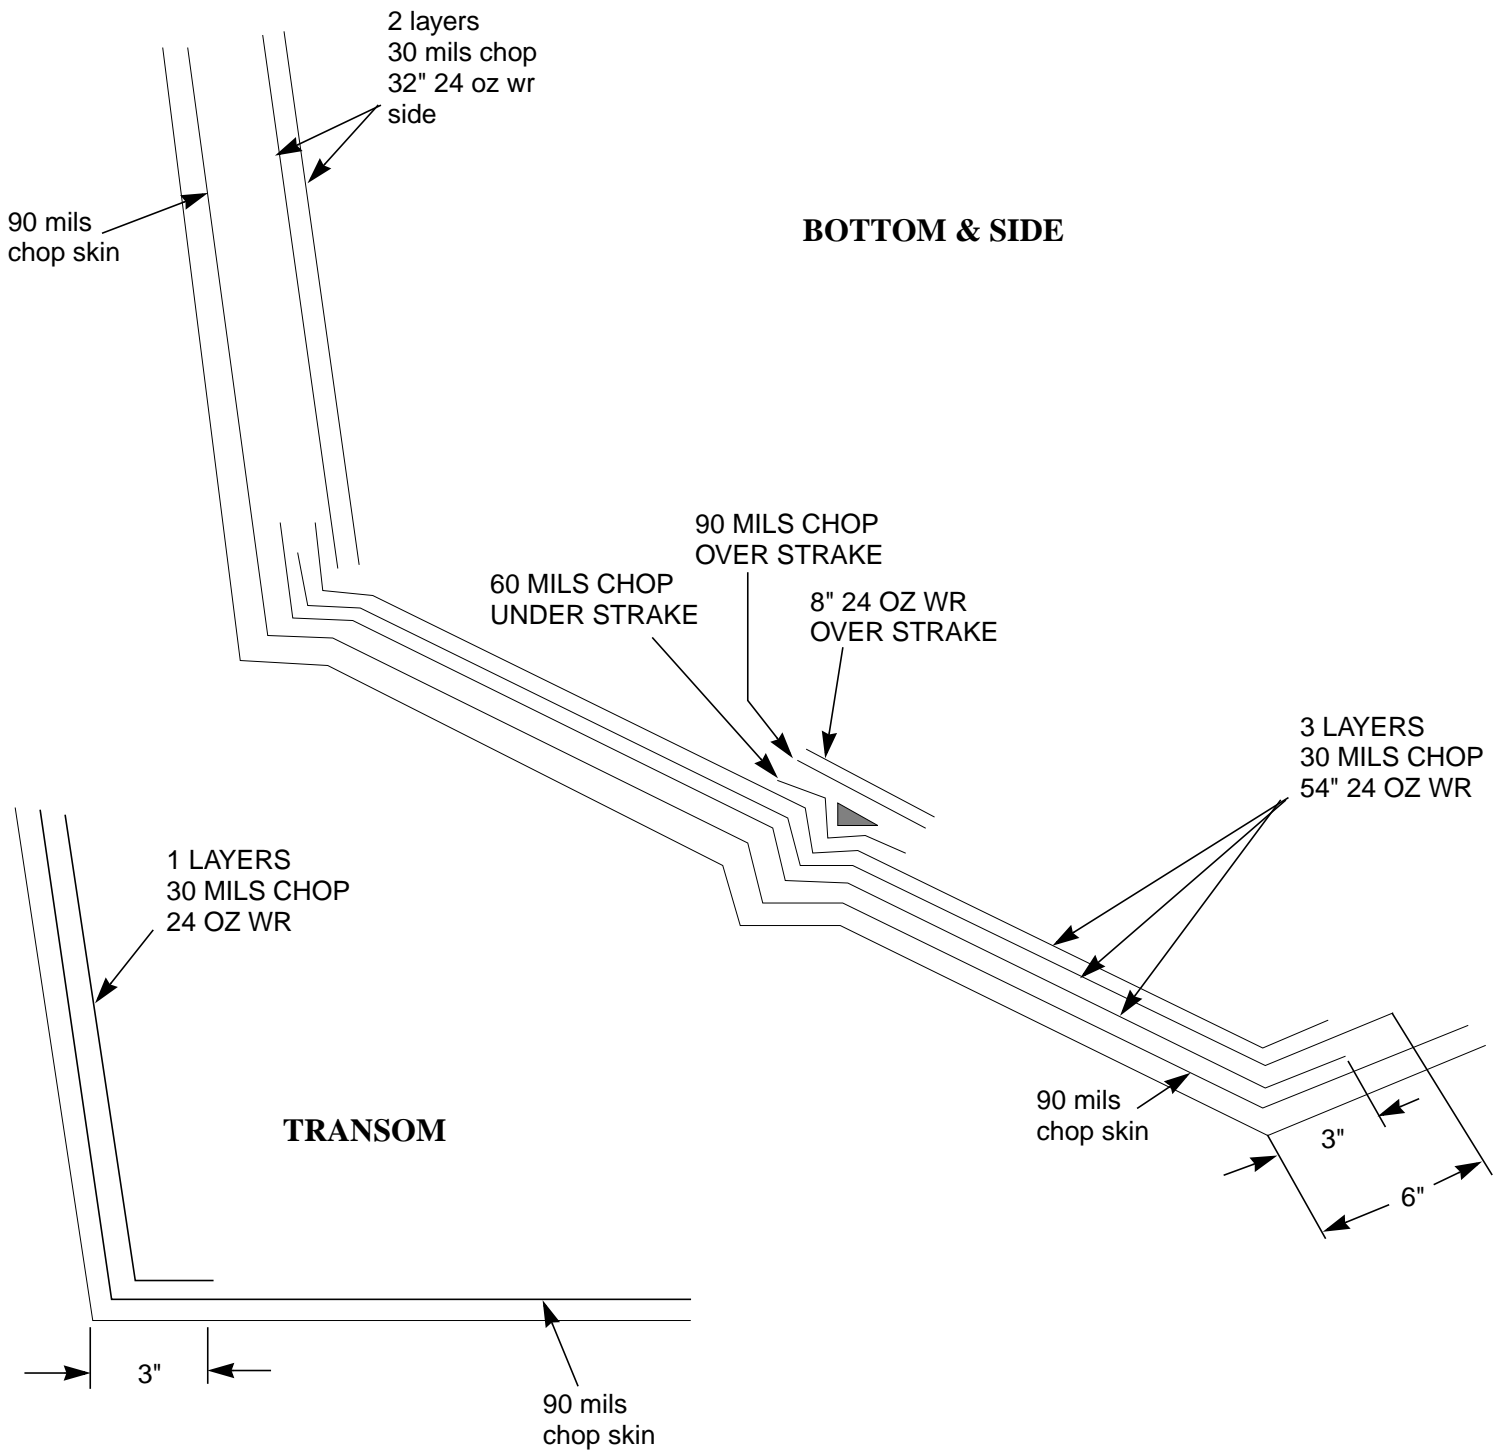 2 layers
30 mils chop
32" 24 oz wr
side
90 mils
chop skin
BOTTOM & SIDE
90 MILS CHOP
OVER STRAKE
60 MILS CHOP
UNDER STRAKE
8" 24 OZ WR
OVER STRAKE
3 LAYERS
30 MILS CHOP
54" 24 OZ WR
1 LAYERS
30 MILS CHOP
24 OZ WR
90 mils
chop skin
3"
6"
TRANSOM
3"
90 mils
chop skin